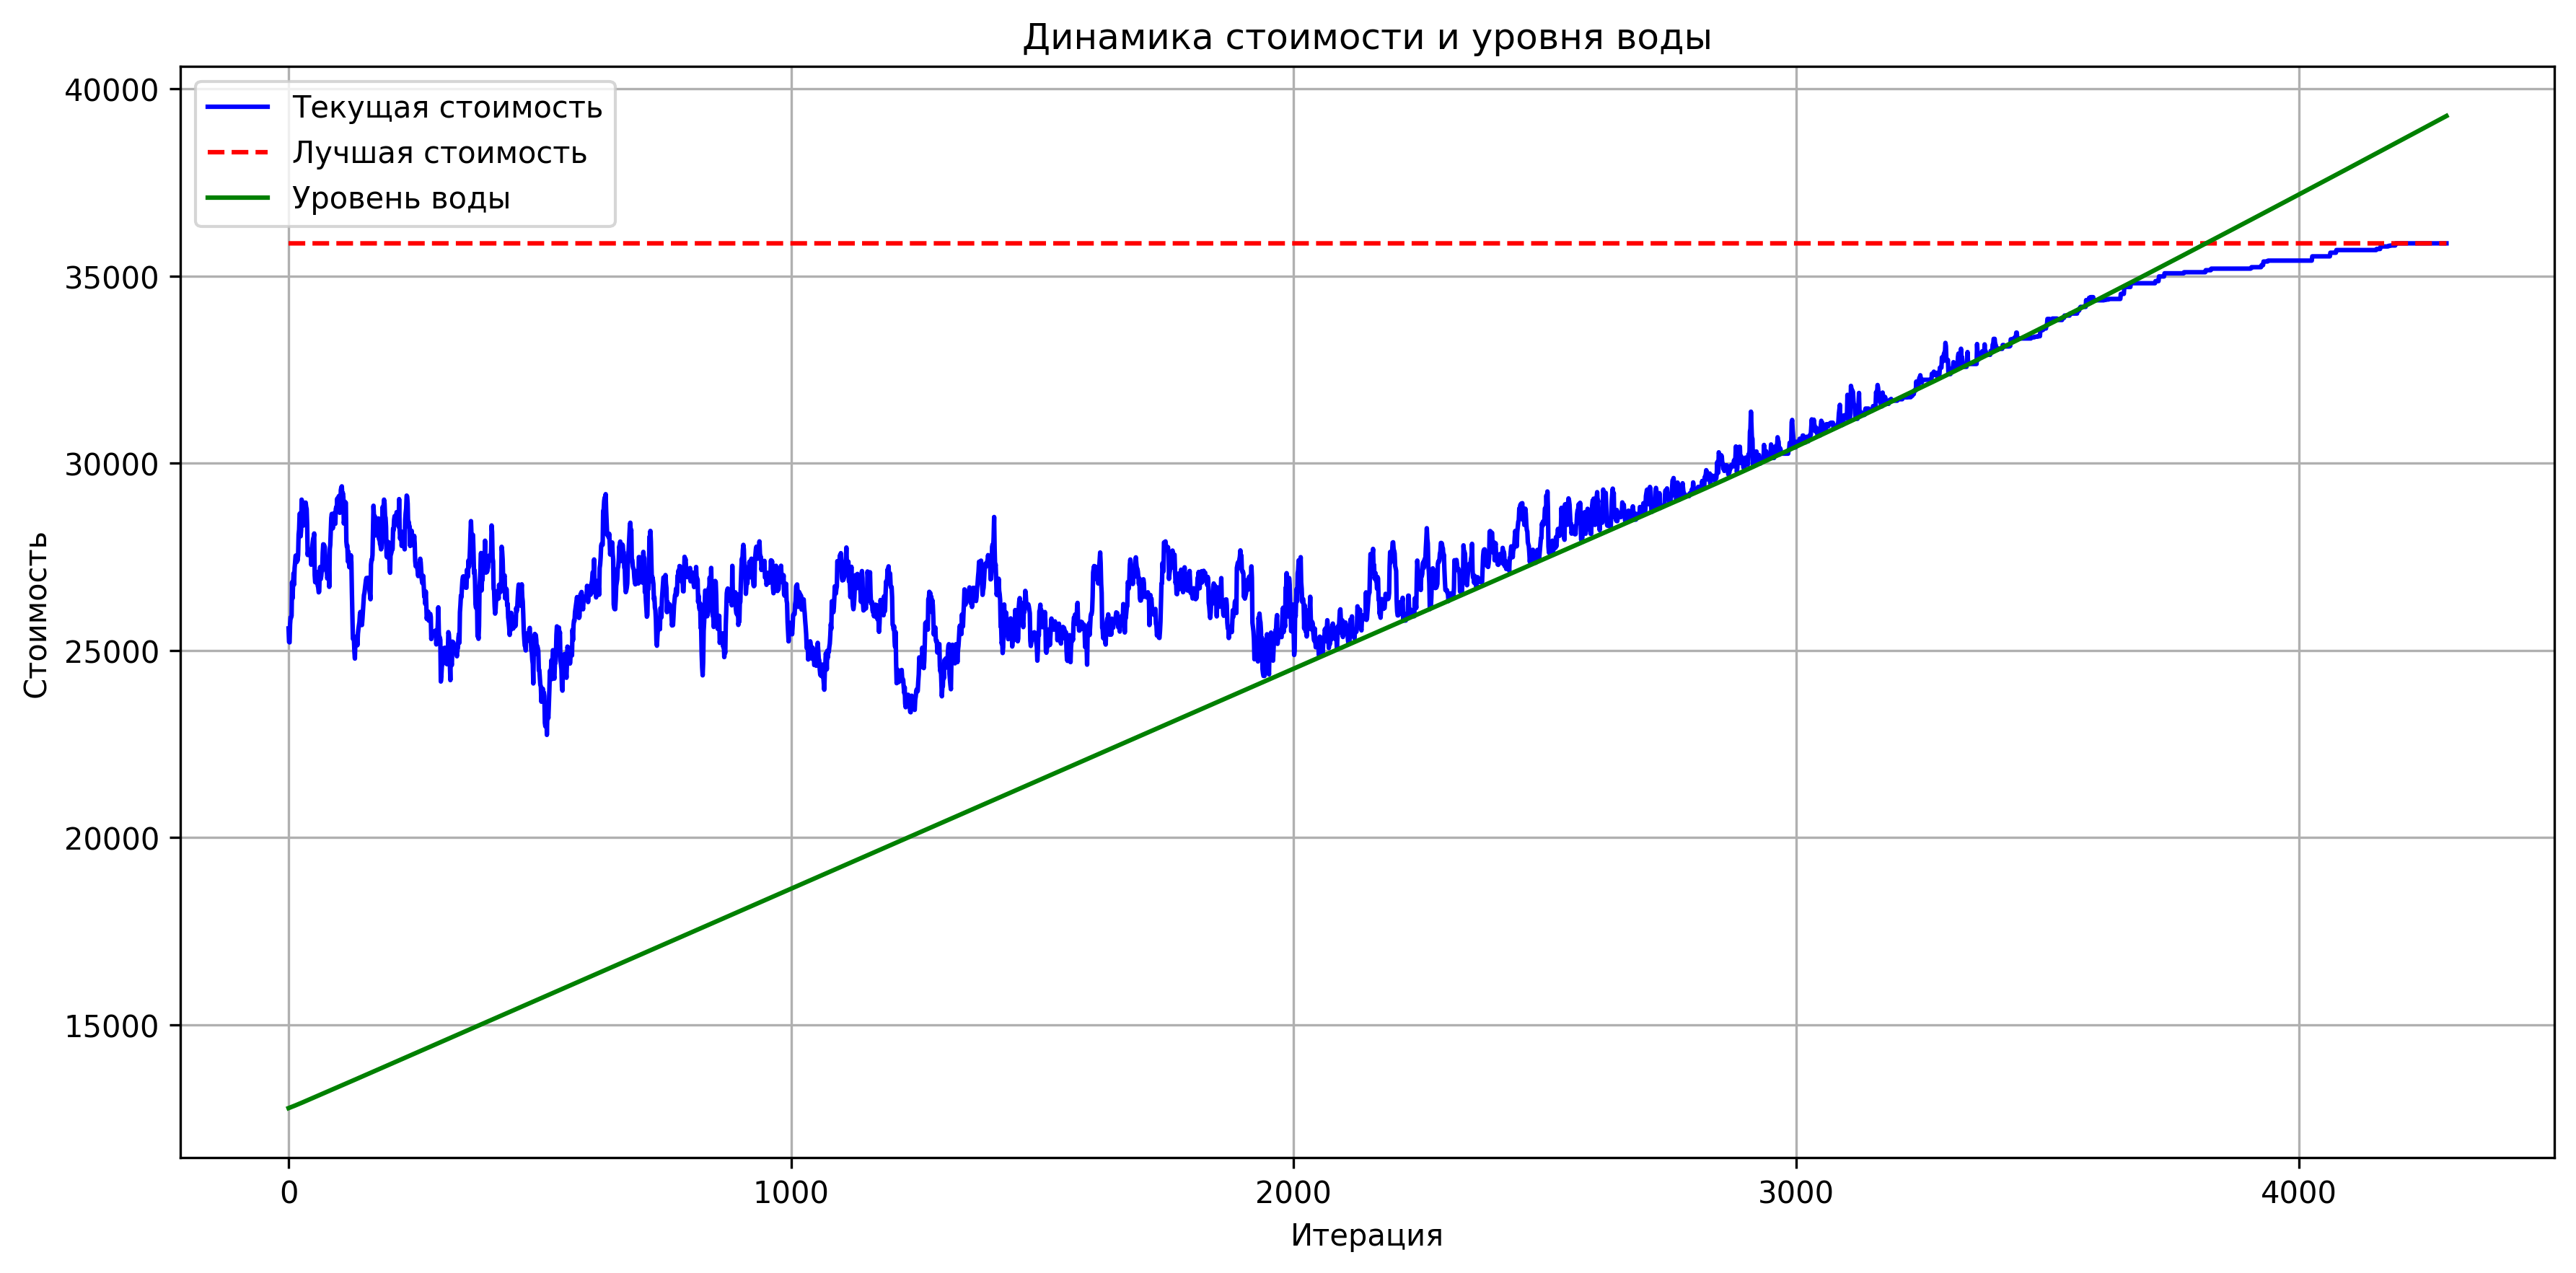 Динамика стоимости и уровня воды
Текущая стоимость
Лучшая стоимость
Уровень воды
Стоимость
40000
35000
30000
25000
20000
15000
0 1000 2000 3000 4000
Итерация